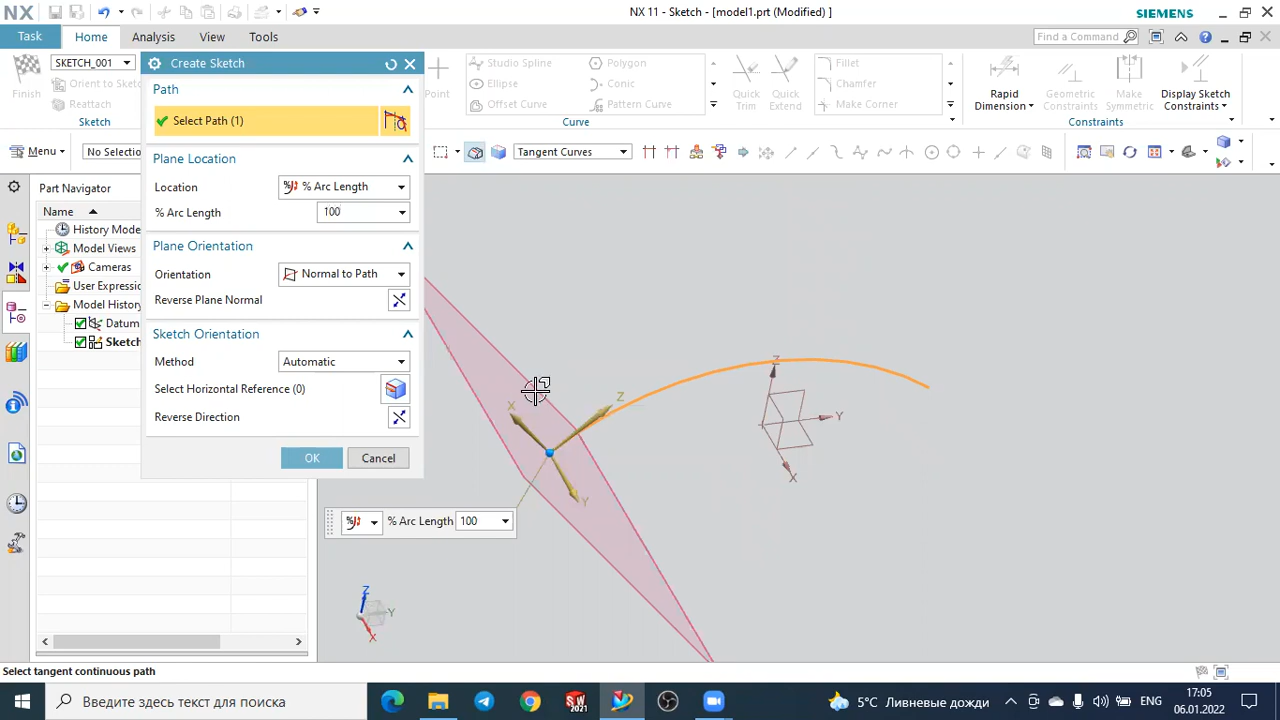 NX
NX 11 - Sketch - [model1.prt (Modified) ]
SIEMENS
Task
Home
Analysis
View
Tools
Find a Command
Finish
SKETCH_001
Orient to Sketc
Reattach
Sketch
Create Sketch
Path
Select Path (1)
Plane Location
Location
% Arc Length
% Arc Length
100
Plane Orientation
Orientation
Normal to Path
Reverse Plane Normal
Sketch Orientation
Method
Automatic
Select Horizontal Reference (0)
Reverse Direction
OK
Cancel
Point
Studio Spline
Polygon
Ellipse
Conic
Offset Curve
Pattern Curve
Quick
Trim
Quick
Extend
Fillet
Chamfer
Make Corner
Curve
Rapid
Dimension
Geometric
Constraints
Make
Symmetric
Display Sketch
Constraints
Constraints
Menu
No Selection
Tangent Curves
Part Navigator
Name
History Mode
Model Views
Cameras
User Expressio
Model History
Datum
Sketch
X
Z
Y
Z
Y
X
% Arc Length
100
Z
Y
X
Select tangent continuous path
Введите здесь текст для поиска
SW
2021
5°C Ливневые дожди
ENG
17:05
06.01.2022